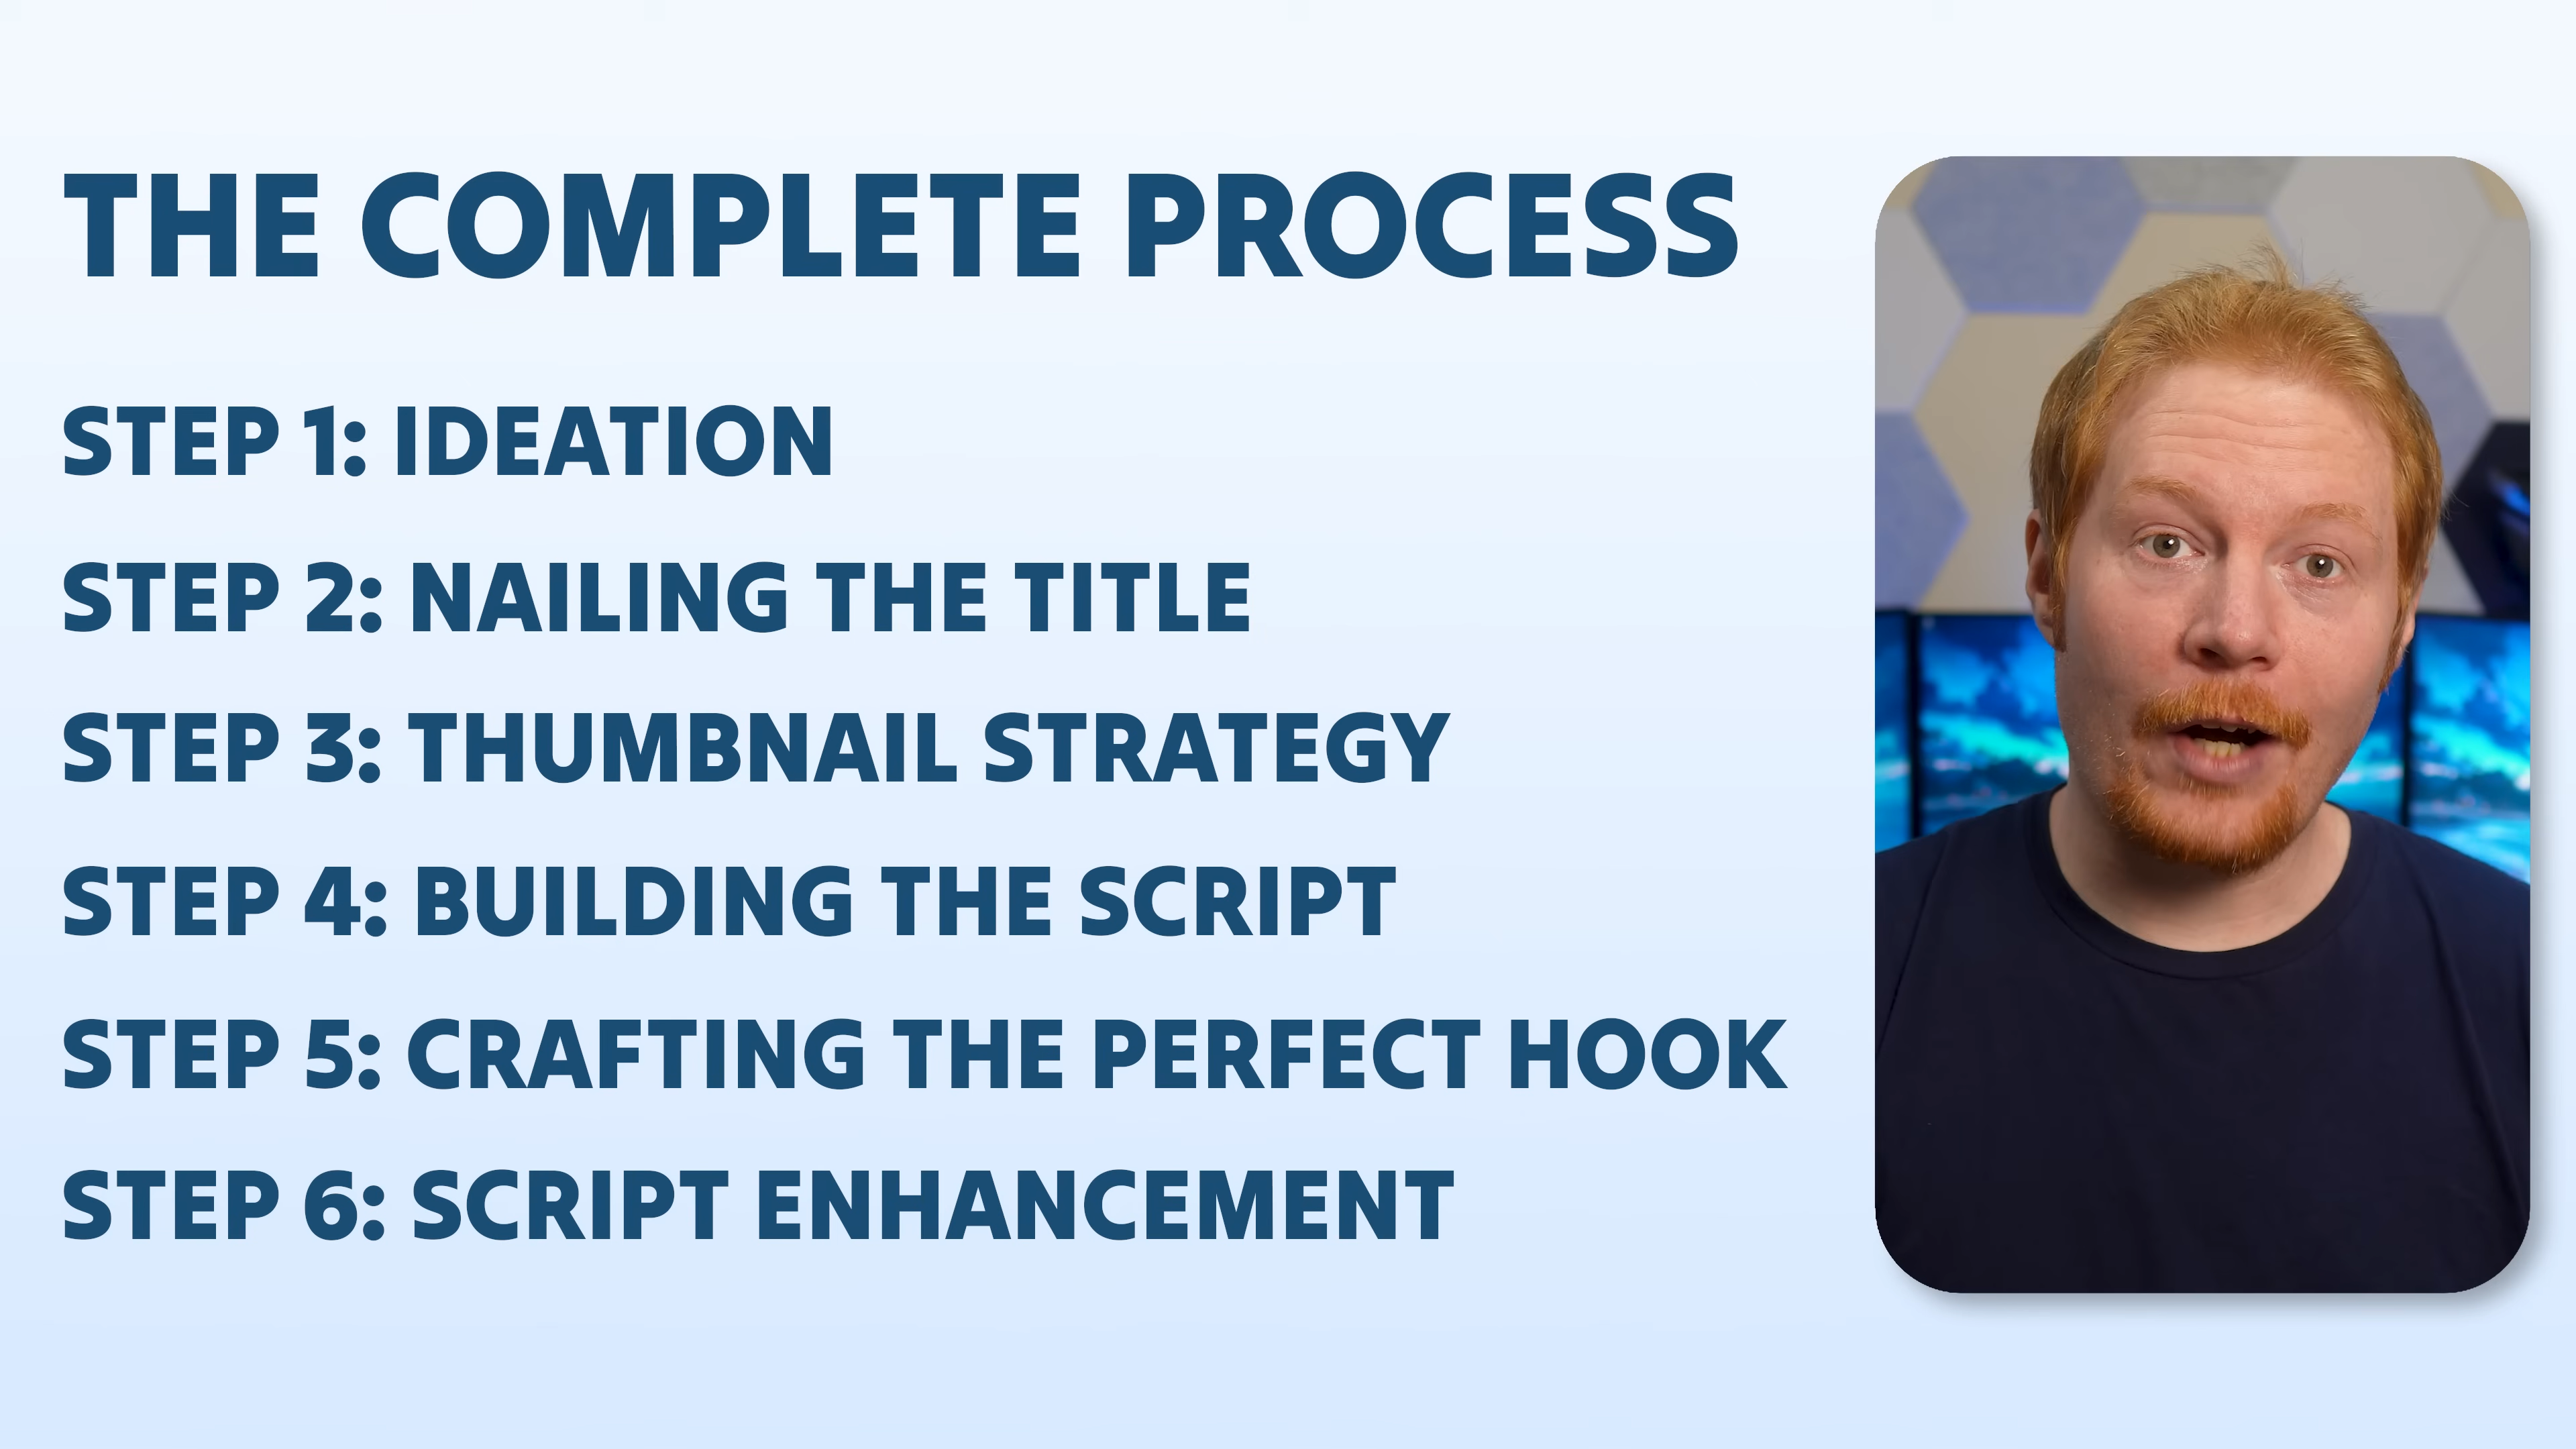 THE COMPLETE PROCESS
STEP 1: IDEATION
STEP 2: NAILING THE TITLE
STEP 3: THUMBNAIL STRATEGY
STEP 4: BUILDING THE SCRIPT
STEP 5: CRAFTING THE PERFECT HOOK
STEP 6: SCRIPT ENHANCEMENT